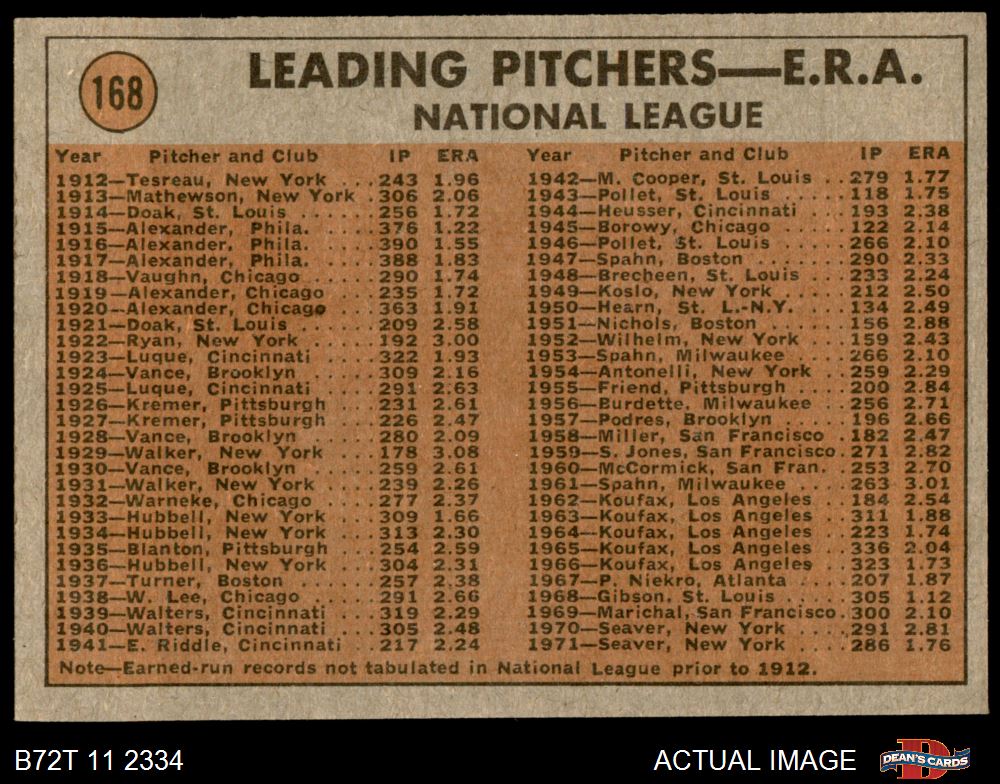 168
LEADING PITCHERS—E.R.A.
NATIONAL LEAGUE
Year Pitcher and Club IP ERA
1912—Tesreau, New York ...243 1.96
1913—Mathewson, New York .306 2.06
1914—Doak, St. Louis ......256 1.72
1915—Alexander, Phila. ....376 1.22
1916—Alexander, Phila. ....390 1.55
1917—Alexander, Phila. ....388 1.83
1918—Vaughn, Chicago .....290 1.74
1919—Alexander, Chicago ...235 1.72
1920—Alexander, Chicago ...363 1.91
1921—Doak, St. Louis ......209 2.58
1922—Ryan, New York .....192 3.00
1923—Luque, Cincinnati ....322 1.93
1924—Vance, Brooklyn .....309 2.16
1925—Luque, Cincinnati ....291 2.63
1926—Kremer, Pittsburgh ...231 2.61
1927—Kremer, Pittsburgh ...226 2.47
1928—Vance, Brooklyn .....280 2.09
1929—Walker, New York ...178 3.08
1930—Vance, Brooklyn .....259 2.61
1931—Walker, New York ....239 2.26
1932—Warneke, Chicago ....277 2.37
1933—Hubbell, New York ...309 1.66
1934—Hubbell, New York ...313 2.30
1935—Blanton, Pittsburgh ...254 2.59
1936—Hubbell, New York ...304 2.31
1937—Turner, Boston ......257 2.38
1938—W. Lee, Chicago .....291 2.66
1939—Walters, Cincinnati ...319 2.29
1940—Walters, Cincinnati ...305 2.48
1941—E. Riddle, Cincinnati ..217 2.24
Year Pitcher and Club IP ERA
1942—M. Cooper, St. Louis ..279 1.77
1943—Pollet, St. Louis .....118 1.75
1944—Heusser, Cincinnati ...193 2.38
1945—Borowy, Chicago .....122 2.14
1946—Pollet, St. Louis .....266 2.10
1947—Spahn, Boston .......290 2.33
1948—Brecheen, St. Louis ...233 2.24
1949—Koslo, New York .....212 2.50
1950—Hearn, St. L.-N.Y. ...134 2.49
1951—Nichols, Boston ......156 2.88
1952—Wilhelm, New York ...159 2.43
1953—Spahn, Milwaukee ....266 2.10
1954—Antonelli, New York ..259 2.29
1955—Friend, Pittsburgh ....200 2.84
1956—Burdette, Milwaukee ..256 2.71
1957—Podres, Brooklyn .....196 2.66
1958—Miller, San Francisco .182 2.47
1959—S. Jones, San Francisco.271 2.82
1960—McCormick, San Fran. .253 2.70
1961—Spahn, Milwaukee ....263 3.01
1962—Koufax, Los Angeles ..184 2.54
1963—Koufax, Los Angeles ..311 1.88
1964—Koufax, Los Angeles ..223 1.74
1965—Koufax, Los Angeles ..336 2.04
1966—Koufax, Los Angeles ..323 1.73
1967—P. Niekro, Atlanta ....207 1.87
1968—Gibson. St. Louis .....305 1.12
1969—Marichal, San Francisco.300 2.10
1970—Seaver, New York ....291 2.81
1971—Seaver, New York ....286 1.76
Note—Earned-run records not tabulated in National League prior to 1912.
B72T 11 2334
ACTUAL IMAGE
D
DEAN'S CARDS